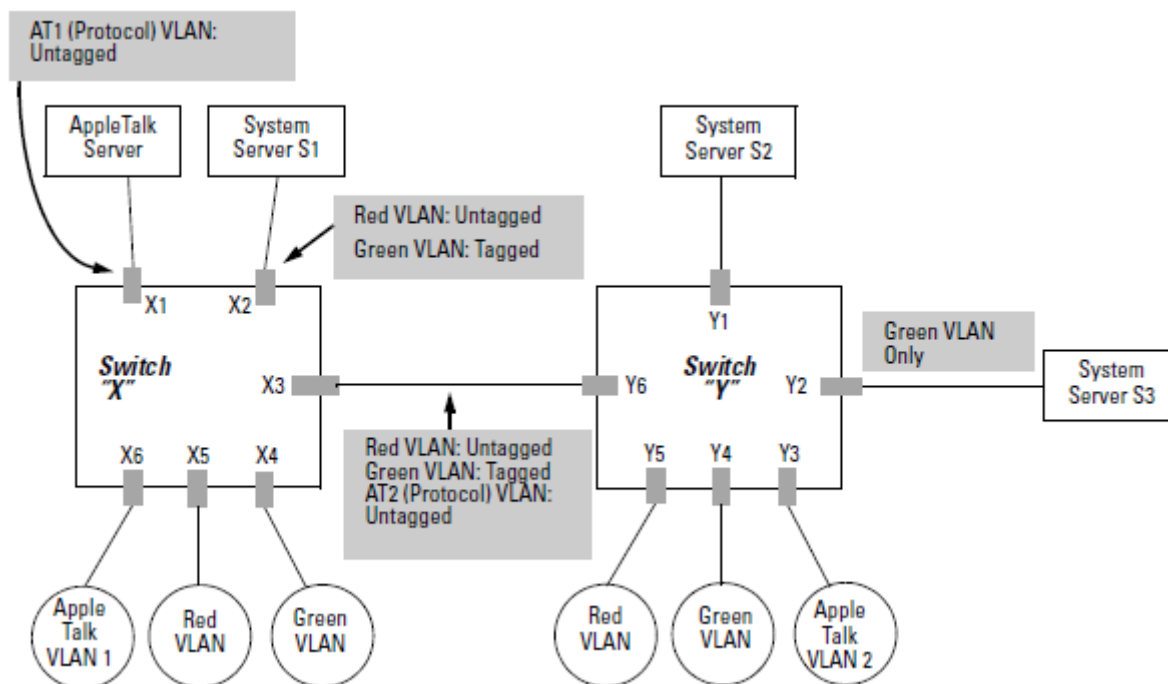 AT1 (Protocol) VLAN:
Untagged
AppleTalk
Server
System
Server S1
System
Server S2
Red VLAN: Untagged
Green VLAN: Tagged
X1
X2
Y1
Green VLAN
Only
Switch
"X"
X3
Y6
Switch
"Y"
Y2
System
Server S3
Red VLAN: Untagged
Green VLAN: Tagged
AT2 (Protocol) VLAN:
Untagged
X6
X5
X4
Y5
Y4
Y3
Apple
Talk
VLAN 1
Red
VLAN
Green
VLAN
Red
VLAN
Green
VLAN
Apple
Talk
VLAN 2